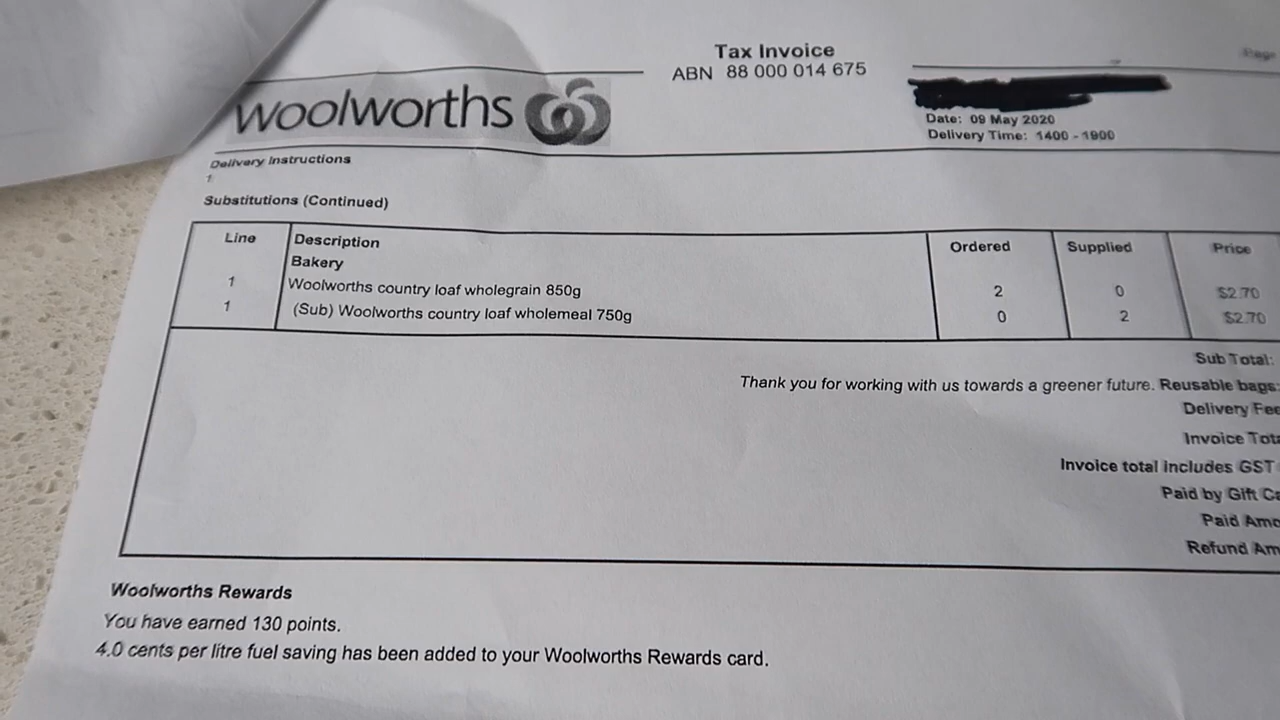 Tax Invoice
ABN 88 000 014 675
woolworths
Date: 09 May 2020
Delivery Time: 1400 - 1900
Delivery Instructions
1
Substitutions (Continued)
Line Description Ordered Supplied Price
Bakery
1 Woolworths country loaf wholegrain 850g 2 0 $2.70
1 (Sub) Woolworths country loaf wholemeal 750g 0 2 $2.70
Sub Total:
Thank you for working with us towards a greener future. Reusable bags:
Delivery Fee
Invoice
Invoice total includes GST
Paid by Gift
Paid
Refund
Woolworths Rewards
You have earned 130 points.
4.0 cents per litre fuel saving has been added to your Woolworths Rewards card.